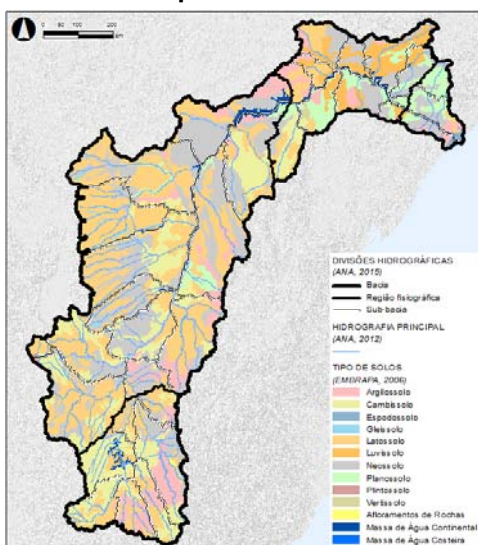 DIVISÕES HIDROGRÁFICAS
(ANA, 2015)
Bacia
Região fisiográfica
Sub-bacia
HIDROGRAFIA PRINCIPAL
(ANA, 2012)
TIPO DE SOLOS
(EMBRAPA, 2006)
Argilossolo
Cambissolo
Espodossolo
Gleissolo
Latossolo
Luvissolo
Neossolo
Planossolo
Plintossolo
Vertissolo
Afloramentos de Rochas
Massa de Água Continental
Massa de Água Costeira